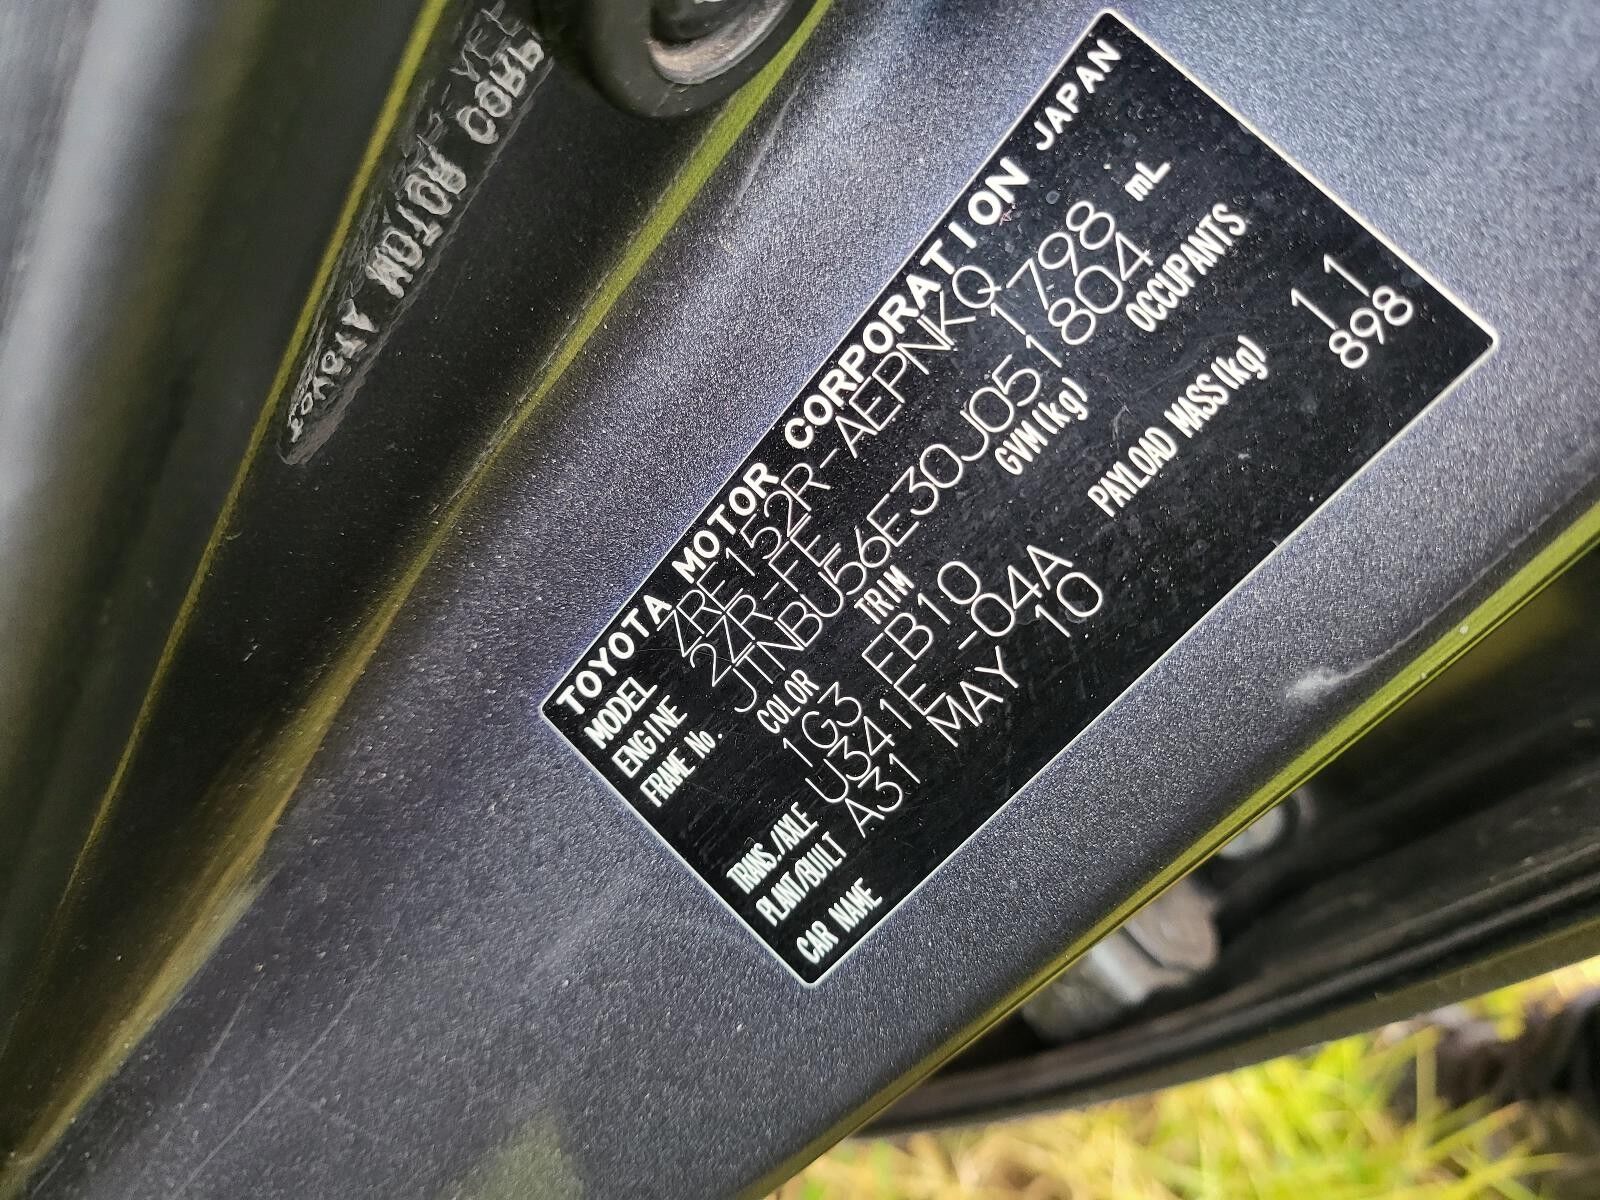 TOYOTA MOTOR CORP
TOYOTA MOTOR CORPORATION JAPAN
MODEL ZRE152R-AEPNKQ
ENGINE 2ZR-FE 1798 mL
FRAME No. JTNBU56E30J051804
COLOR TRIM GVM(kg) OCCUPANTS
1G3 FB10
TRANS./AXLE U341E -04A PAYLOAD MASS(kg) 11
PLANT/BUILT A31 MAY 10 898
CAR NAME